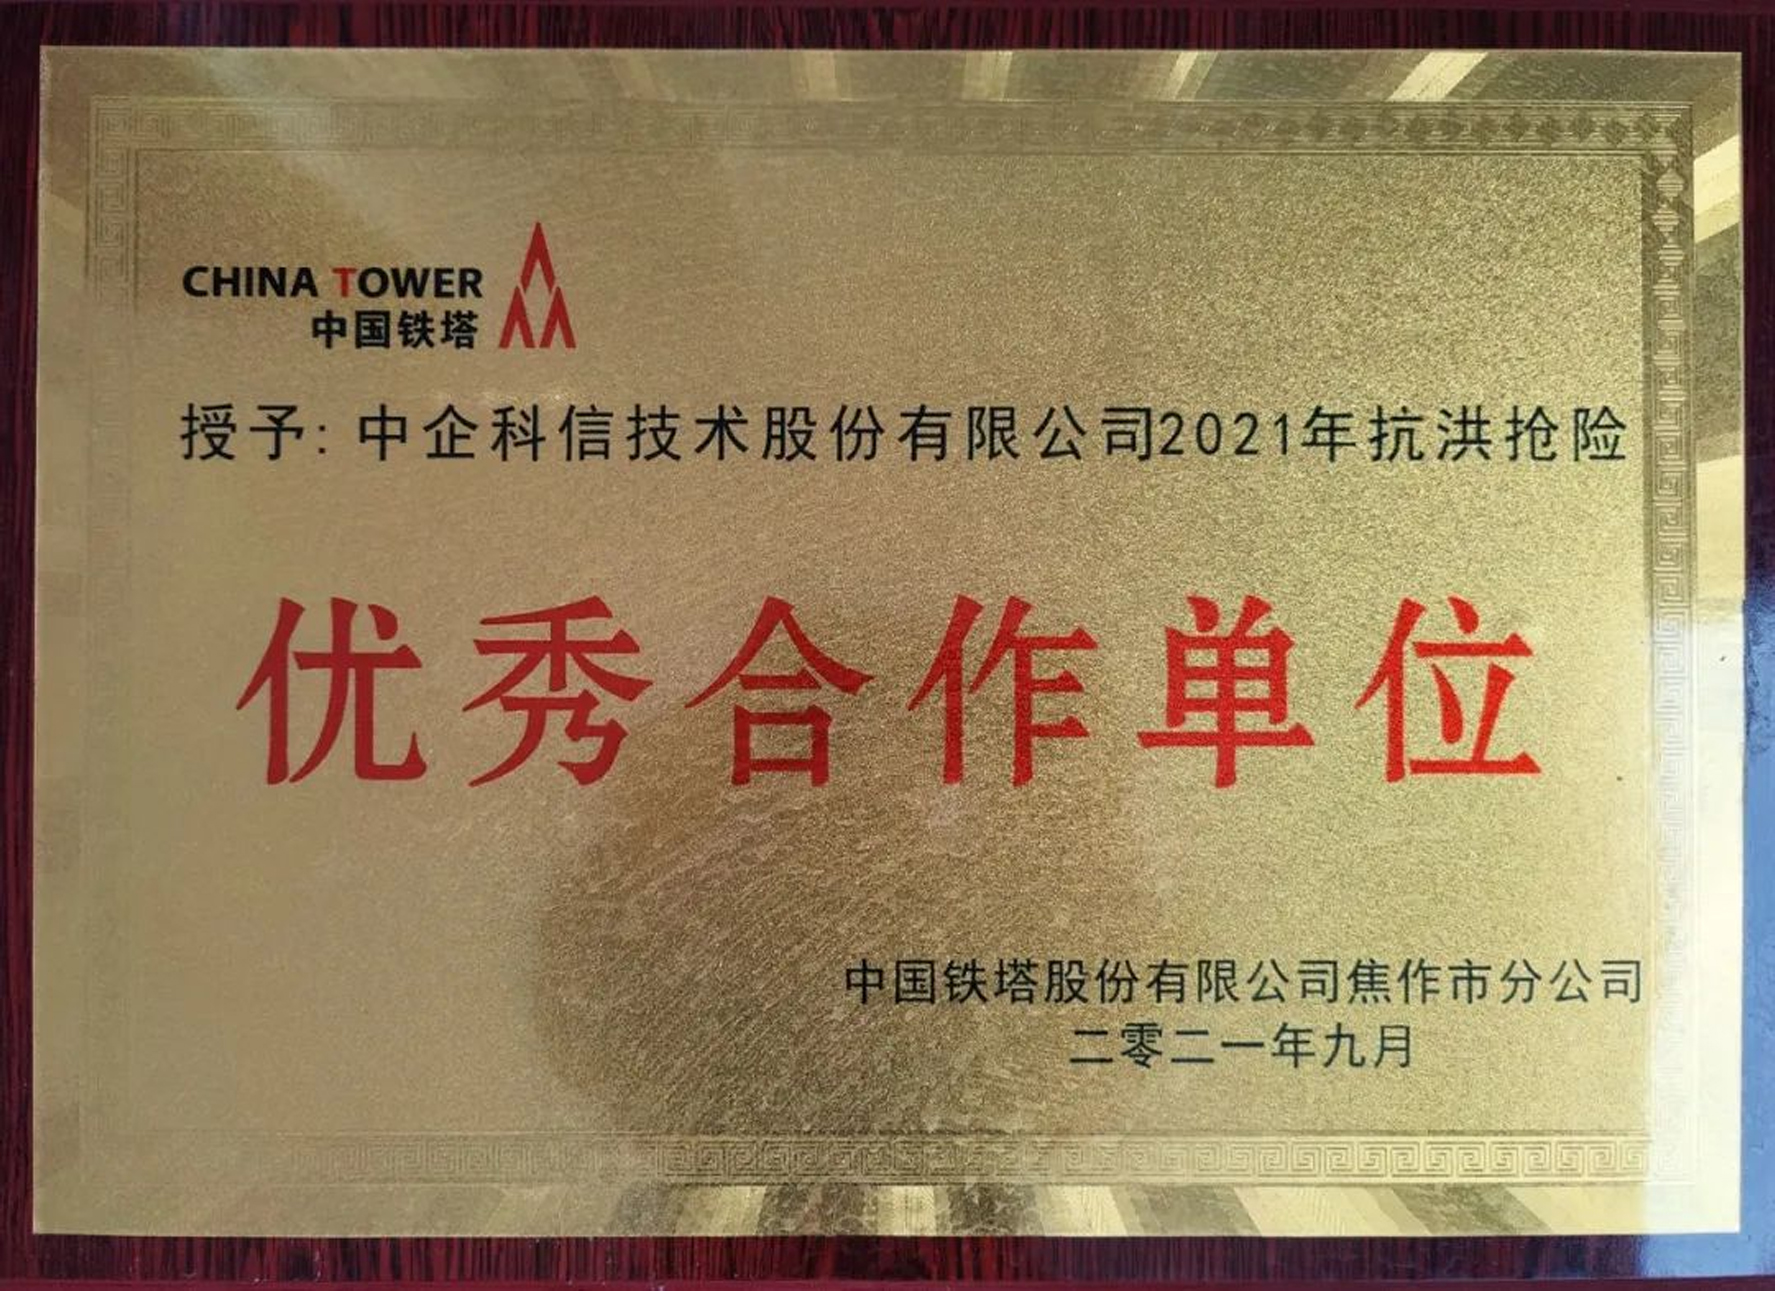 CHINA TOWER
中国铁塔
授予: 中企科信技术股份有限公司2021年抗洪抢险
优秀合作单位
中国铁塔股份有限公司焦作市分公司
二零二一年九月